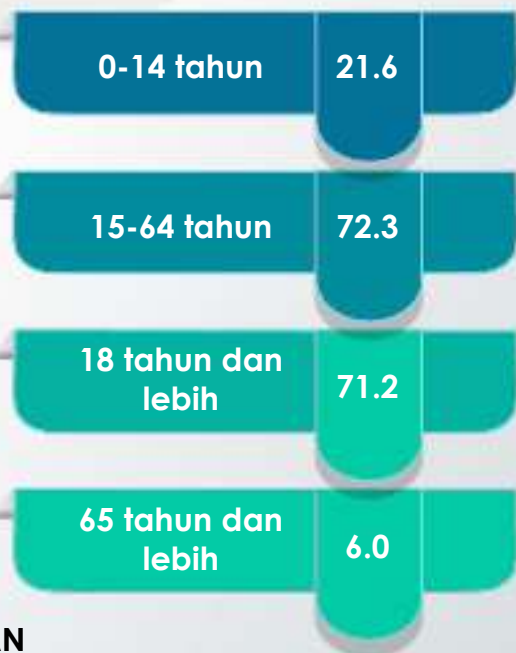 0-14 tahun 21.6
15-64 tahun 72.3
18 tahun dan
lebih 71.2
65 tahun dan
lebih 6.0